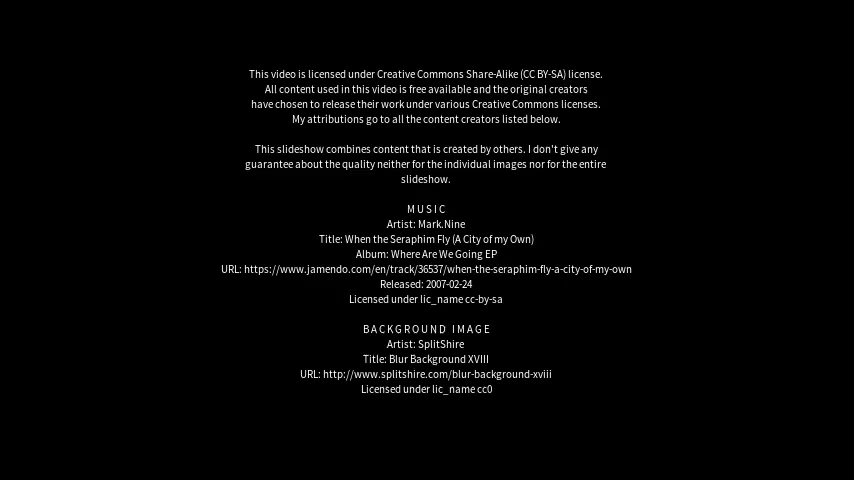 This video is licensed under Creative Commons Share-Alike (CC BY-SA) license.
All content used in this video is free available and the original creators
have chosen to release their work under various Creative Commons licenses.
My attributions go to all the content creators listed below.
This slideshow combines content that is created by others. I don't give any
guarantee about the quality neither for the individual images nor for the entire
slideshow.
MUSIC
Artist: Mark.Nine
Title: When the Seraphim Fly (A City of my Own)
Album: Where Are We Going EP
URL: https://www.jamendo.com/en/track/36537/when-the-seraphim-fly-a-city-of-my-own
Released: 2007-02-24
Licensed under lic_name cc-by-sa
BACKGROUND IMAGE
Artist: SplitShire
Title: Blur Background XVIII
URL: http://www.splitshire.com/blur-background-xviii
Licensed under lic_name cc0